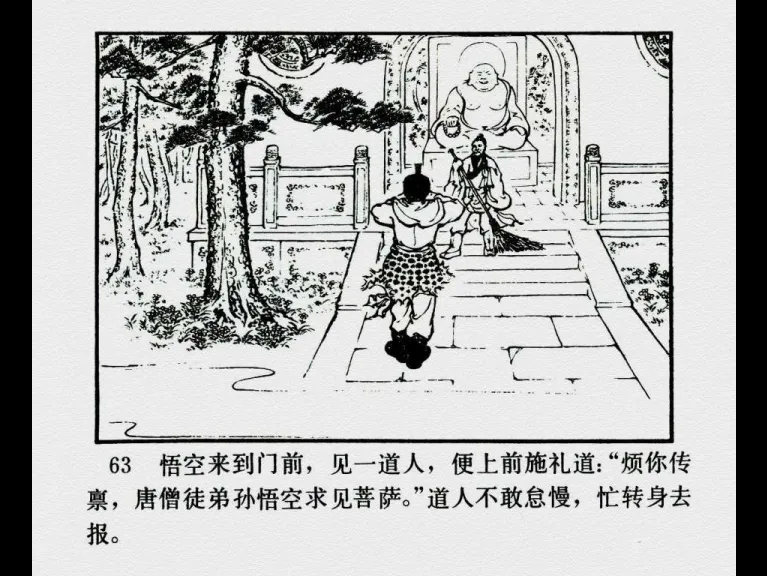 63 悟空来到门前，见一道人，便上前施礼道：“烦你传
禀，唐僧徒弟孙悟空求见菩萨。”道人不敢怠慢，忙转身去
报。